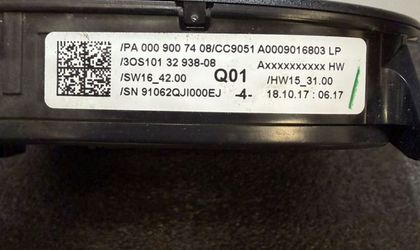 /PA 000 900 74 08/CC9051 A0009016803 LP
/3OS101 32 938-08 Axxxxxxxxxx HW
/SW16_42.00 Q01 /HW15_31.00
/SN 91062QJI000EJ -4- 18.10.17 : 06.17